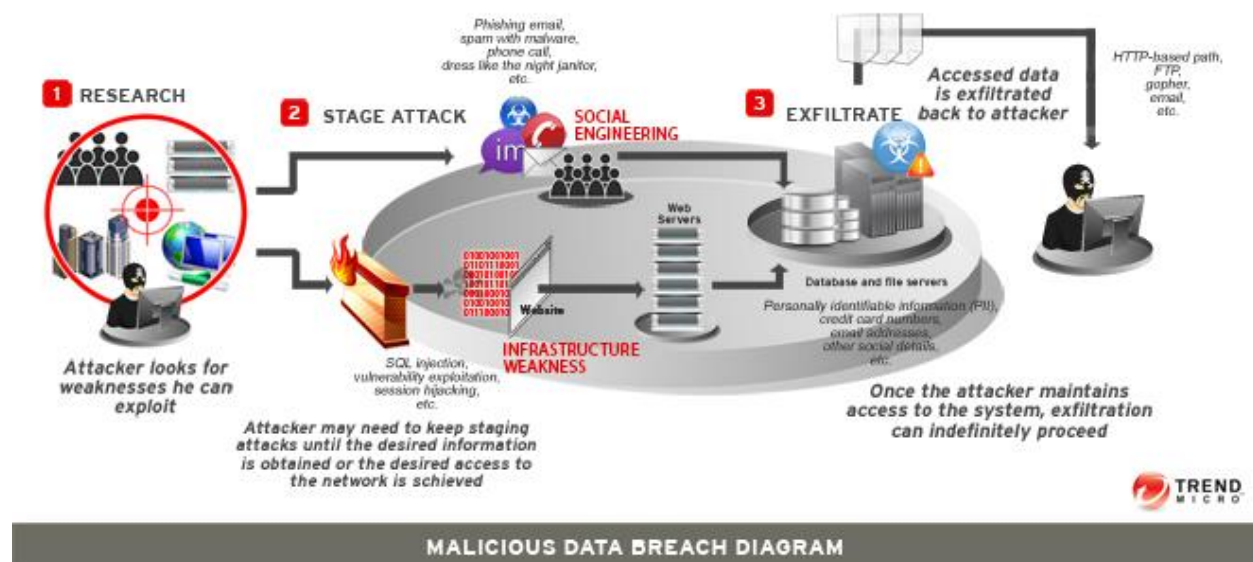 1 RESEARCH
Attacker looks for
weaknesses he can
exploit
2 STAGE ATTACK
Phishing email,
spam with malware,
phone call,
dress like the night janitor,
etc.
im
SOCIAL
ENGINEERING
01001001001
Website
INFRASTRUCTURE
WEAKNESS
SQL injection,
vulnerability exploitation,
session hijacking,
etc.
Attacker may need to keep staging
attacks until the desired information
is obtained or the desired access to
the network is achieved
Web
Servers
3 EXFILTRATE
Accessed data
is exfiltrated
back to attacker
HTTP-based path,
FTP,
gopher,
email,
etc.
Database and file servers
Personally identifiable information (PII),
credit card numbers,
email addresses,
other social details,
etc.
Once the attacker maintains
access to the system, exfiltration
can indefinitely proceed
TREND
MICRO
MALICIOUS DATA BREACH DIAGRAM